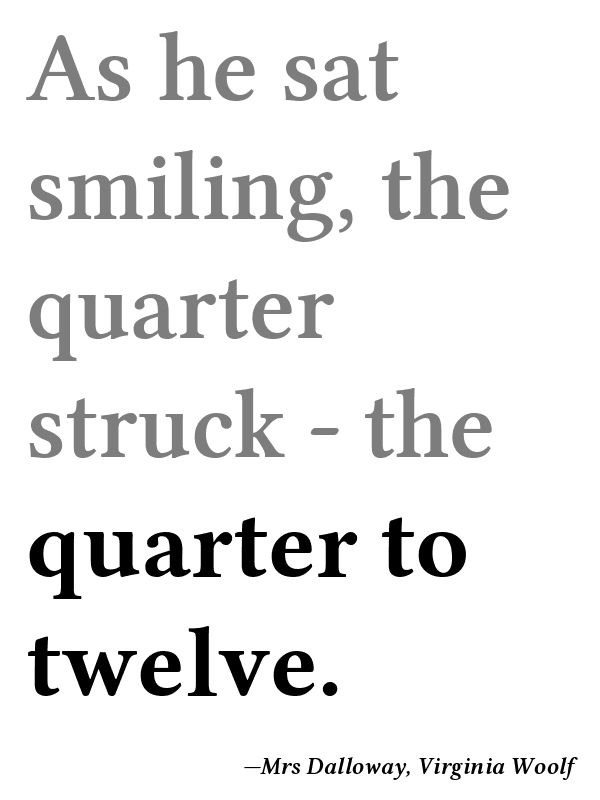 As he sat
smiling, the
quarter
struck - the
quarter to
twelve.
—Mrs Dalloway, Virginia Woolf